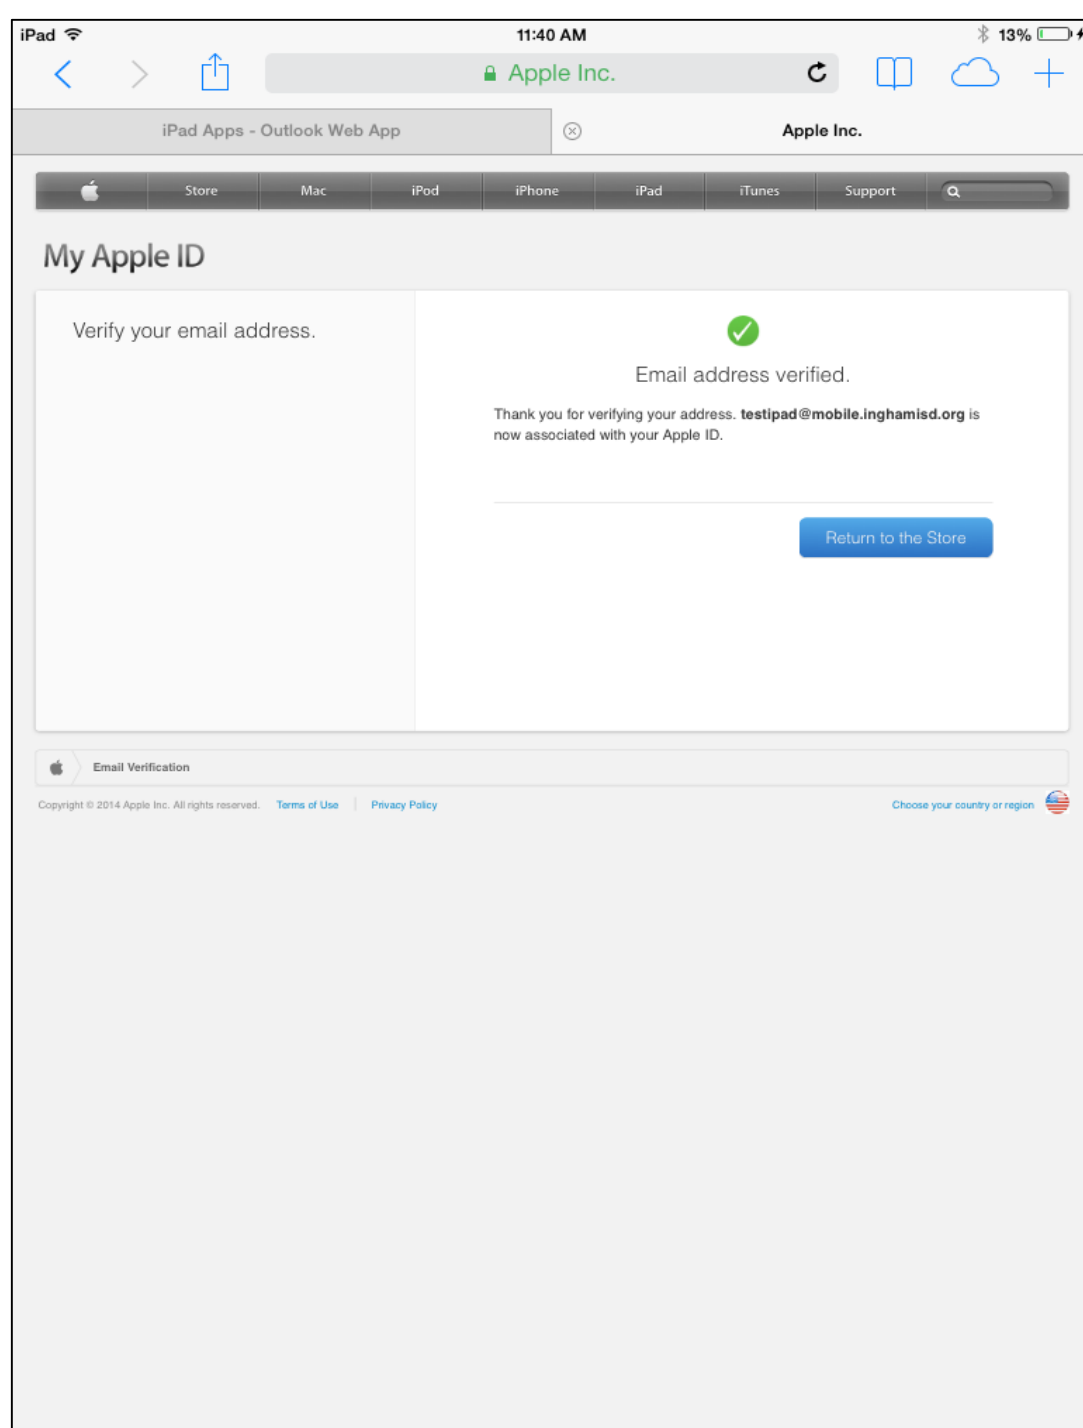 iPad 11:40 AM 13%
Apple Inc.
iPad Apps - Outlook Web App Apple Inc.
Store Mac iPod iPhone iPad iTunes Support
My Apple ID
Verify your email address.
Email address verified.
Thank you for verifying your address. testipad@mobile.inghamisd.org is
now associated with your Apple ID.
Return to the Store
Email Verification
Copyright © 2014 Apple Inc. All rights reserved. Terms of Use Privacy Policy Choose your country or region